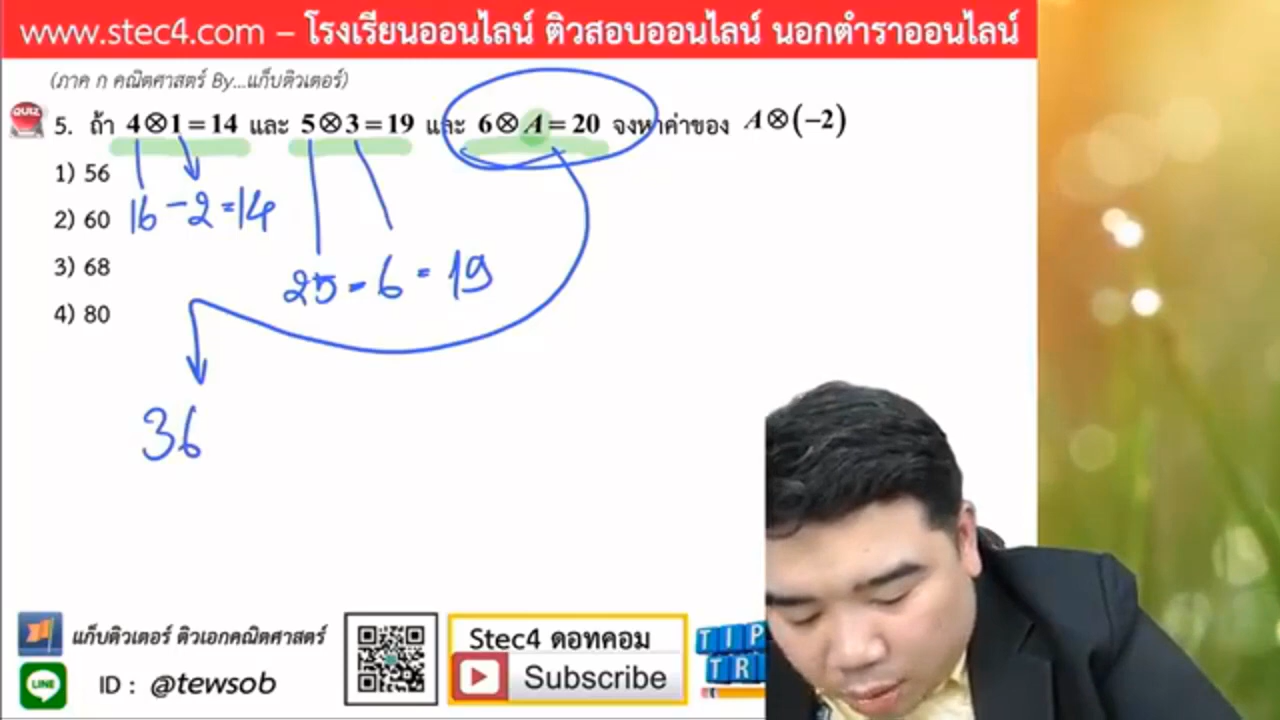 www.stec4.com – โรงเรียนออนไลน์ ติวสอบออนไลน์ นอกตำราออนไลน์
(ภาค ก คณิตศาสตร์ By...แก็บติวเตอร์)
QUIZ 5. ถ้า 4⊗1=14 และ 5⊗3=19 และ 6⊗A=20 จงหาค่าของ A⊗(-2)
1) 56
16-2=14
2) 60
3) 68
25-6=19
4) 80
36
แก็บติวเตอร์ ติวเอกคณิตศาสตร์
LINE ID : @tewsob
Stec4 ดอทคอม
Subscribe
TIP
TRI